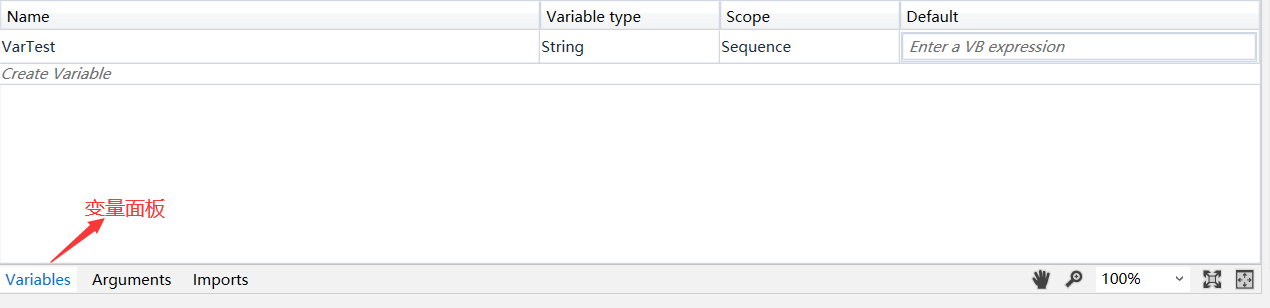 Name Variable type Scope Default
VarTest String Sequence Enter a VB expression
Create Variable
变量面板
Variables Arguments Imports 100%